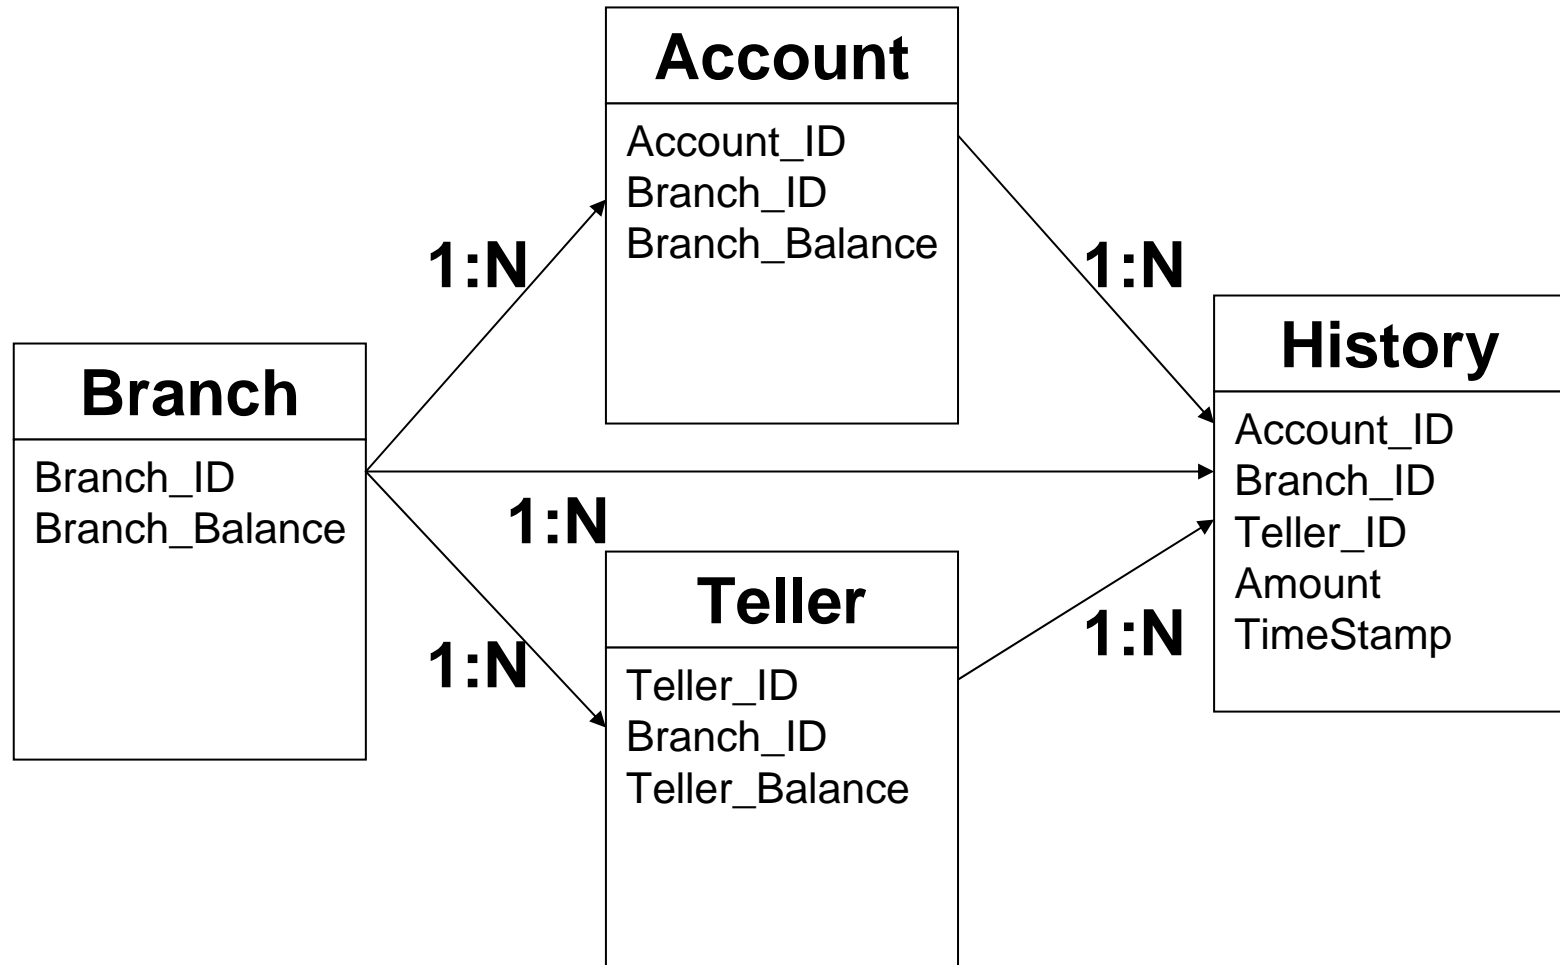 Account
Account_ID
Branch_ID
Branch_Balance
1:N
1:N
Branch
Branch_ID
Branch_Balance
History
Account_ID
Branch_ID
Teller_ID
Amount
TimeStamp
1:N
1:N
1:N
Teller
Teller_ID
Branch_ID
Teller_Balance